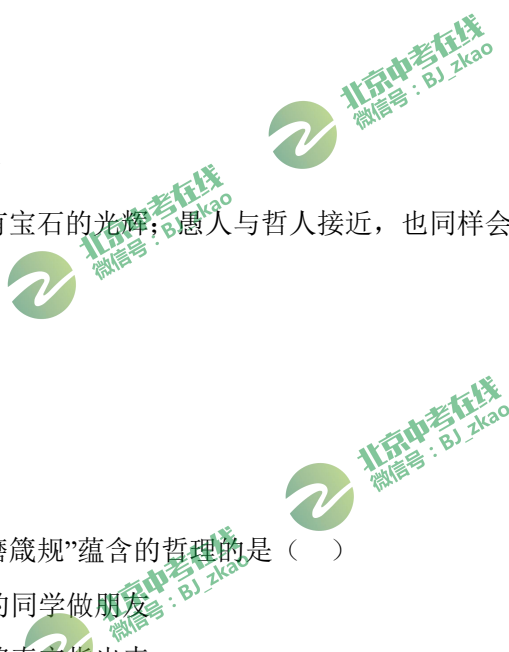 北京中考在线
微信号：BJ_zkao
有宝石的光辉；愚人与哲人接近，也同样会
北京中考在线
微信号：BJ_zkao
北京中考在线
微信号：BJ_zkao
箴规”蕴含的哲理的是（ ）
的同学做朋友
北京中考在线
微信号：BJ_zkao